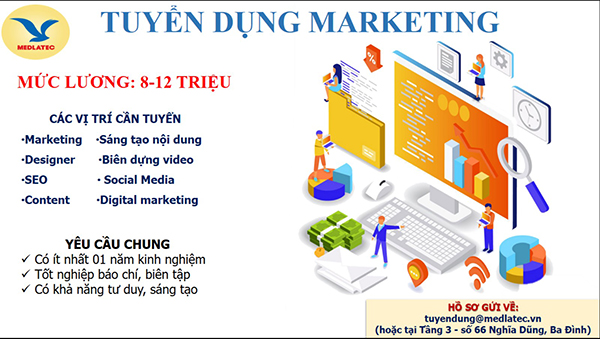 MEDLATEC
TUYỂN DỤNG MARKETING
MỨC LƯƠNG: 8-12 TRIỆU
CÁC VỊ TRÍ CẦN TUYỂN
•Marketing •Sáng tạo nội dung
•Designer •Biên dựng video
•SEO • Social Media
•Content •Digital marketing
YÊU CẦU CHUNG
✓ Có ít nhất 01 năm kinh nghiệm
✓ Tốt nghiệp báo chí, biên tập
✓ Có khả năng tư duy, sáng tạo
HỒ SƠ GỬI VỀ:
tuyendung@medlatec.vn
(hoặc tại Tầng 3 - số 66 Nghĩa Dũng, Ba Đình)